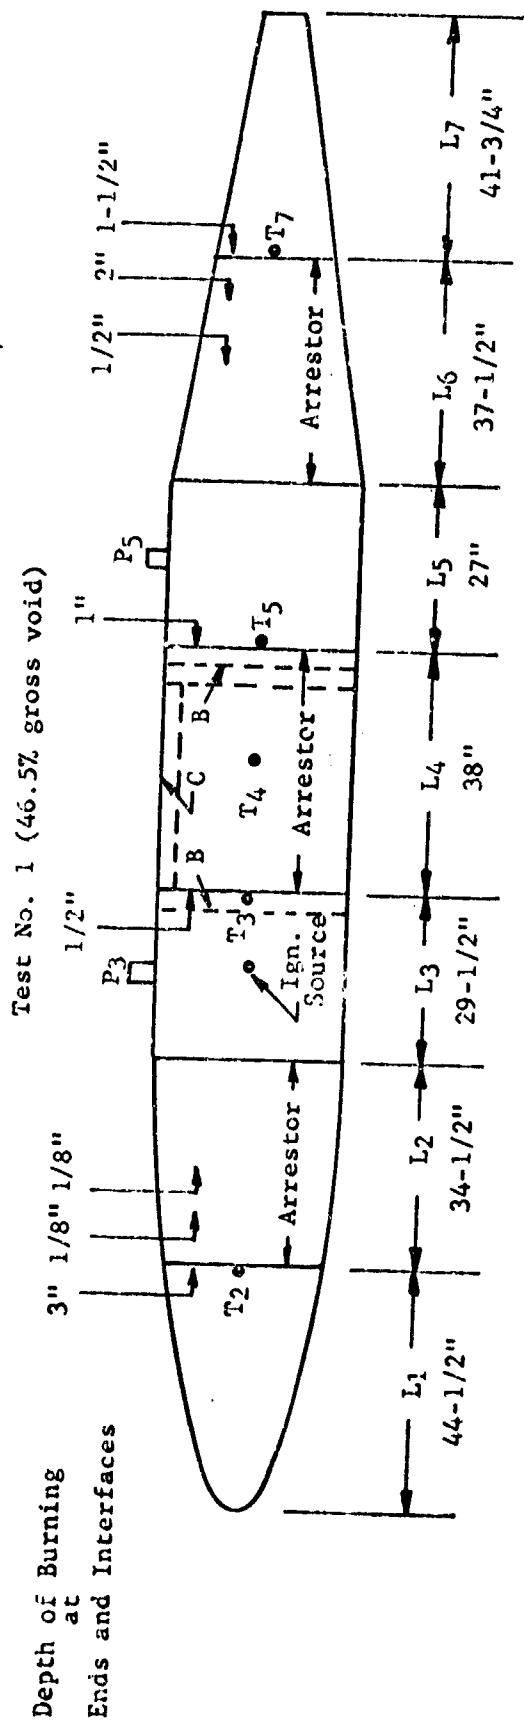 Test No. 1 (46.5% gross void)
Depth of Burning
at
Ends and Interfaces
3" 1/8" 1/8"
1/2"
1"
1/2" 2" 1-1/2"
P3
P5
B
C
B
T2
T3
T4
T5
T7
Ign.
Source
Arrestor
Arrestor
Arrestor
L1
44-1/2"
L2
34-1/2"
L3
29-1/2"
L4
38"
L5
27"
L6
37-1/2"
L7
41-3/4"